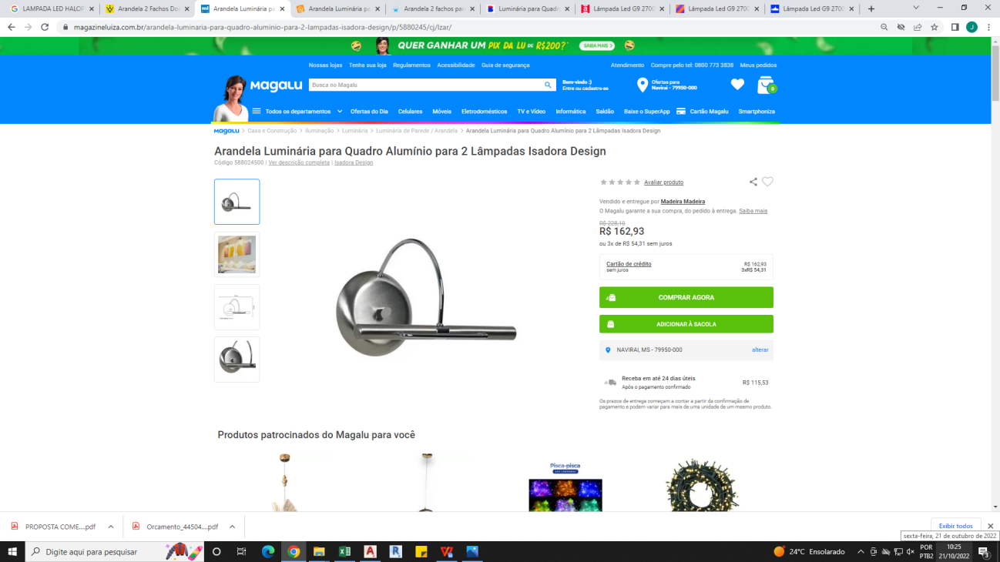 LAMPADA LED HALOP
Arandela 2 Fachos Do
Arandela Luminária pa
Arandela Luminária pa
Arandela 2 fachos pa
Luminária para Quadr
Lâmpada Led G9 2700
Lâmpada Led G9 2700
Lâmpada Led G9 2700
magazineluiza.com.br/arandela-luminaria-para-quadro-aluminio-para-2-lampadas-isadora-design/p/5880245/cj/lzar/
J
QUER GANHAR UM PIX DA LU DE R$200?* SAIBA MAIS >
Nossas lojas Tenha sua loja Regulamentos Acessibilidade Guia de segurança Atendimento Compre pelo tel: 0800 773 3838 Meus pedidos
MAGALU
Busca no Magalu
Bem-vindo :)
Entre ou cadastre-se
Ofertas para
Navirai - 79950-000
0
Todos os departamentos Ofertas do Dia Celulares Móveis Eletrodomésticos TV e Vídeo Informática Saldão Baixe o SuperApp Cartão Magalu Smartphoniza
MAGALU > Casa e Construção > Iluminação > Luminária > Luminária de Parede / Arandela > Arandela Luminária para Quadro Alumínio para 2 Lâmpadas Isadora Design
Arandela Luminária para Quadro Alumínio para 2 Lâmpadas Isadora Design
Código 588024500 | Ver descrição completa | Isadora Design
Avaliar produto
Vendido e entregue por Madeira Madeira
O Magalu garante a sua compra, do pedido à entrega. Saiba mais
R$ 228,10
R$ 162,93
ou 3x de R$ 54,31 sem juros
Cartão de crédito R$ 162,93
sem juros 3xR$ 54,31
COMPRAR AGORA
ADICIONAR À SACOLA
NAVIRAI, MS - 79950-000 alterar
Receba em até 24 dias úteis R$ 115,53
Após o pagamento confirmado
Os prazos de entrega começam a contar a partir da confirmação de
pagamento e podem variar para mais de uma unidade de um mesmo produto.
Produtos patrocinados do Magalu para você
Pisca-pisca
PROPOSTA COME....pdf
Orcamento_44504....pdf
Exibir todos
sexta-feira, 21 de outubro de 2022
Digite aqui para pesquisar
24°C Ensolarado
POR
PTB2
10:25
21/10/2022
3